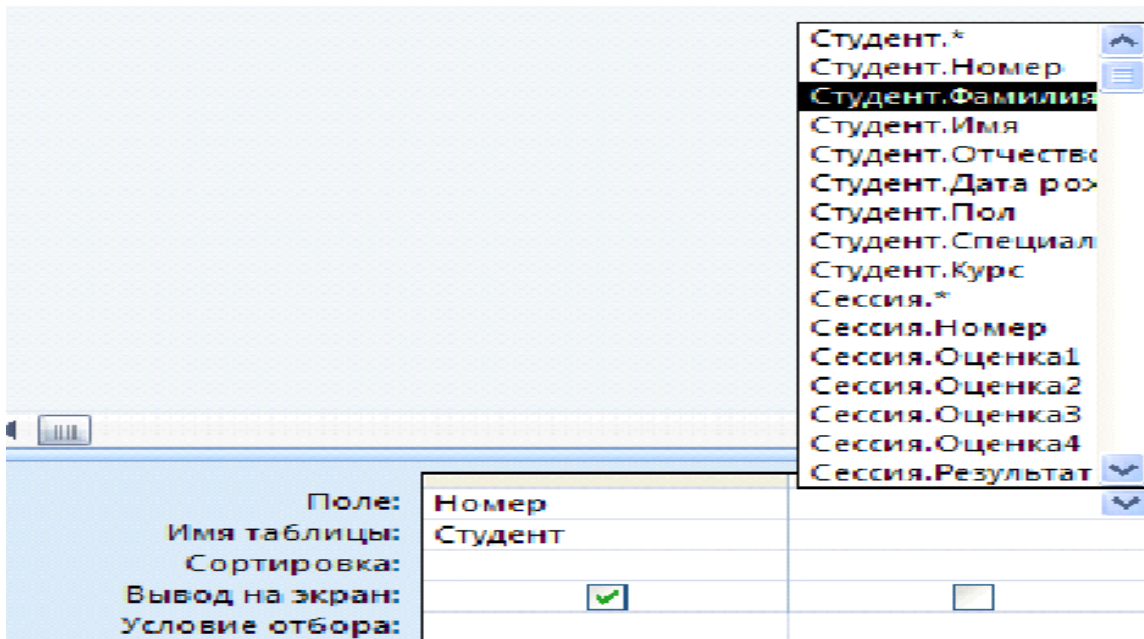 Студент.*
Студент.Номер
Студент.Фамилия
Студент.Имя
Студент.Отчество
Студент.Дата рож
Студент.Пол
Студент.Специал
Студент.Курс
Сессия.*
Сессия.Номер
Сессия.Оценка1
Сессия.Оценка2
Сессия.Оценка3
Сессия.Оценка4
Сессия.Результат
Поле: Номер
Имя таблицы: Студент
Сортировка:
Вывод на экран:
Условие отбора: